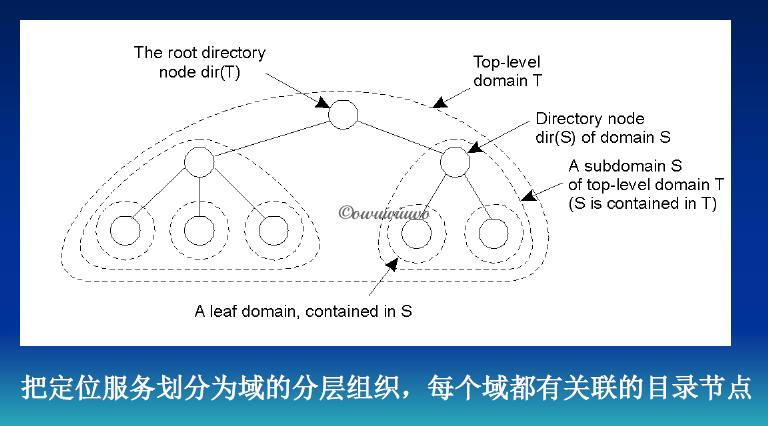 The root directory
node dir(T)
Top-level
domain T
Directory node
dir(S) of domain S
A subdomain S
of top-level domain T
(S is contained in T)
A leaf domain, contained in S
把定位服务划分为域的分层组织，每个域都有关联的目录节点